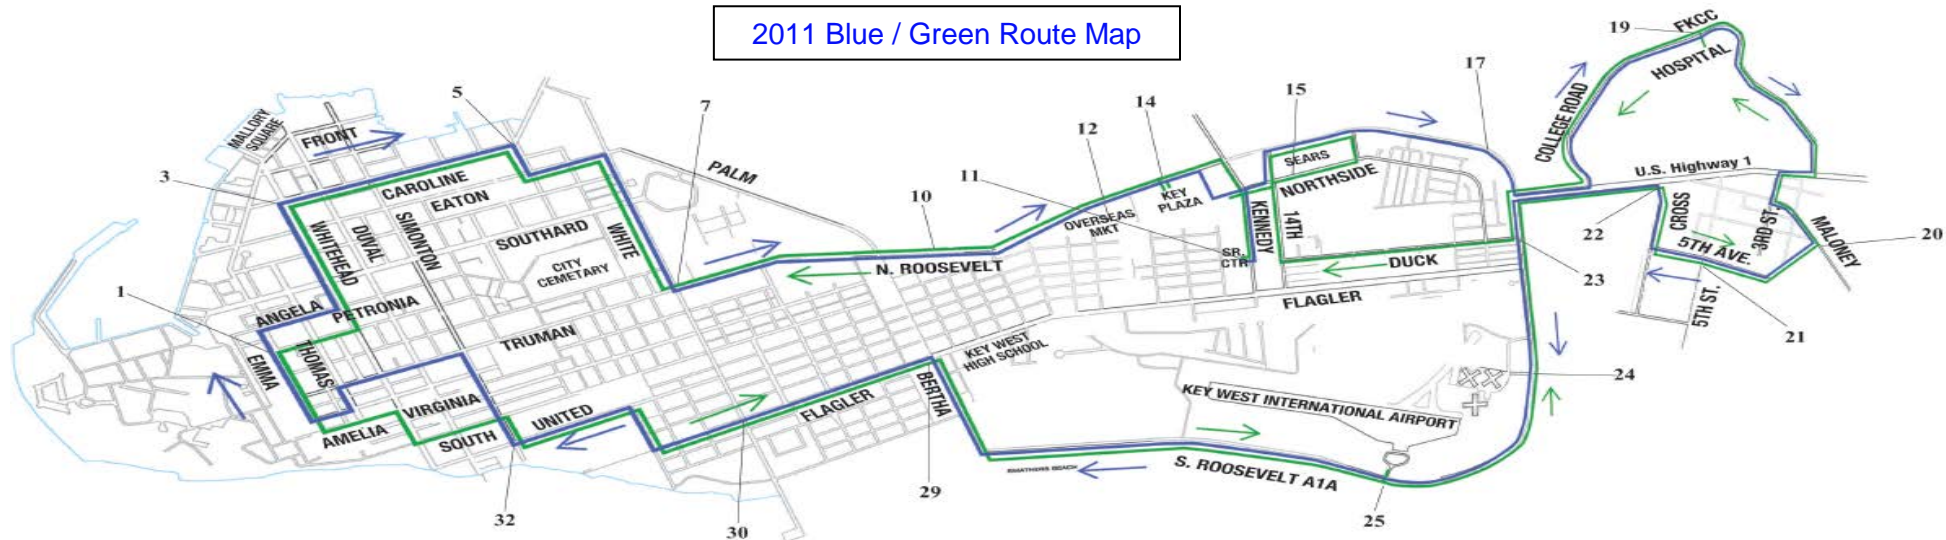 2011 Blue / Green Route Map
19
FKCC
HOSPITAL
17
5
7
14
15
COLLEGE ROAD
MALLORY
SQUARE
FRONT
12
PALM
SEARS
U.S. Highway 1
3
CAROLINE
EATON
11
10
KEY
PLAZA
NORTHSIDE
OVERSEAS
MKT
KENNEDY
14TH
CROSS
3RD ST.
MALONEY
22
20
WHITEHEAD
DUVAL
SIMONTON
SOUTHARD
WHITE
CITY
CEMETARY
N. ROOSEVELT
SR.
CTR
DUCK
5TH AVE.
23
1
ANGELA
PETRONIA
FLAGLER
5TH ST.
21
TRUMAN
KEY WEST
HIGH SCHOOL
EMMA
THOMAS
24
BERTHA
KEY WEST INTERNATIONAL AIRPORT
VIRGINIA
UNITED
FLAGLER
AMELIA
SOUTH
SMATHERS BEACH
S. ROOSEVELT A1A
29
32
30
25